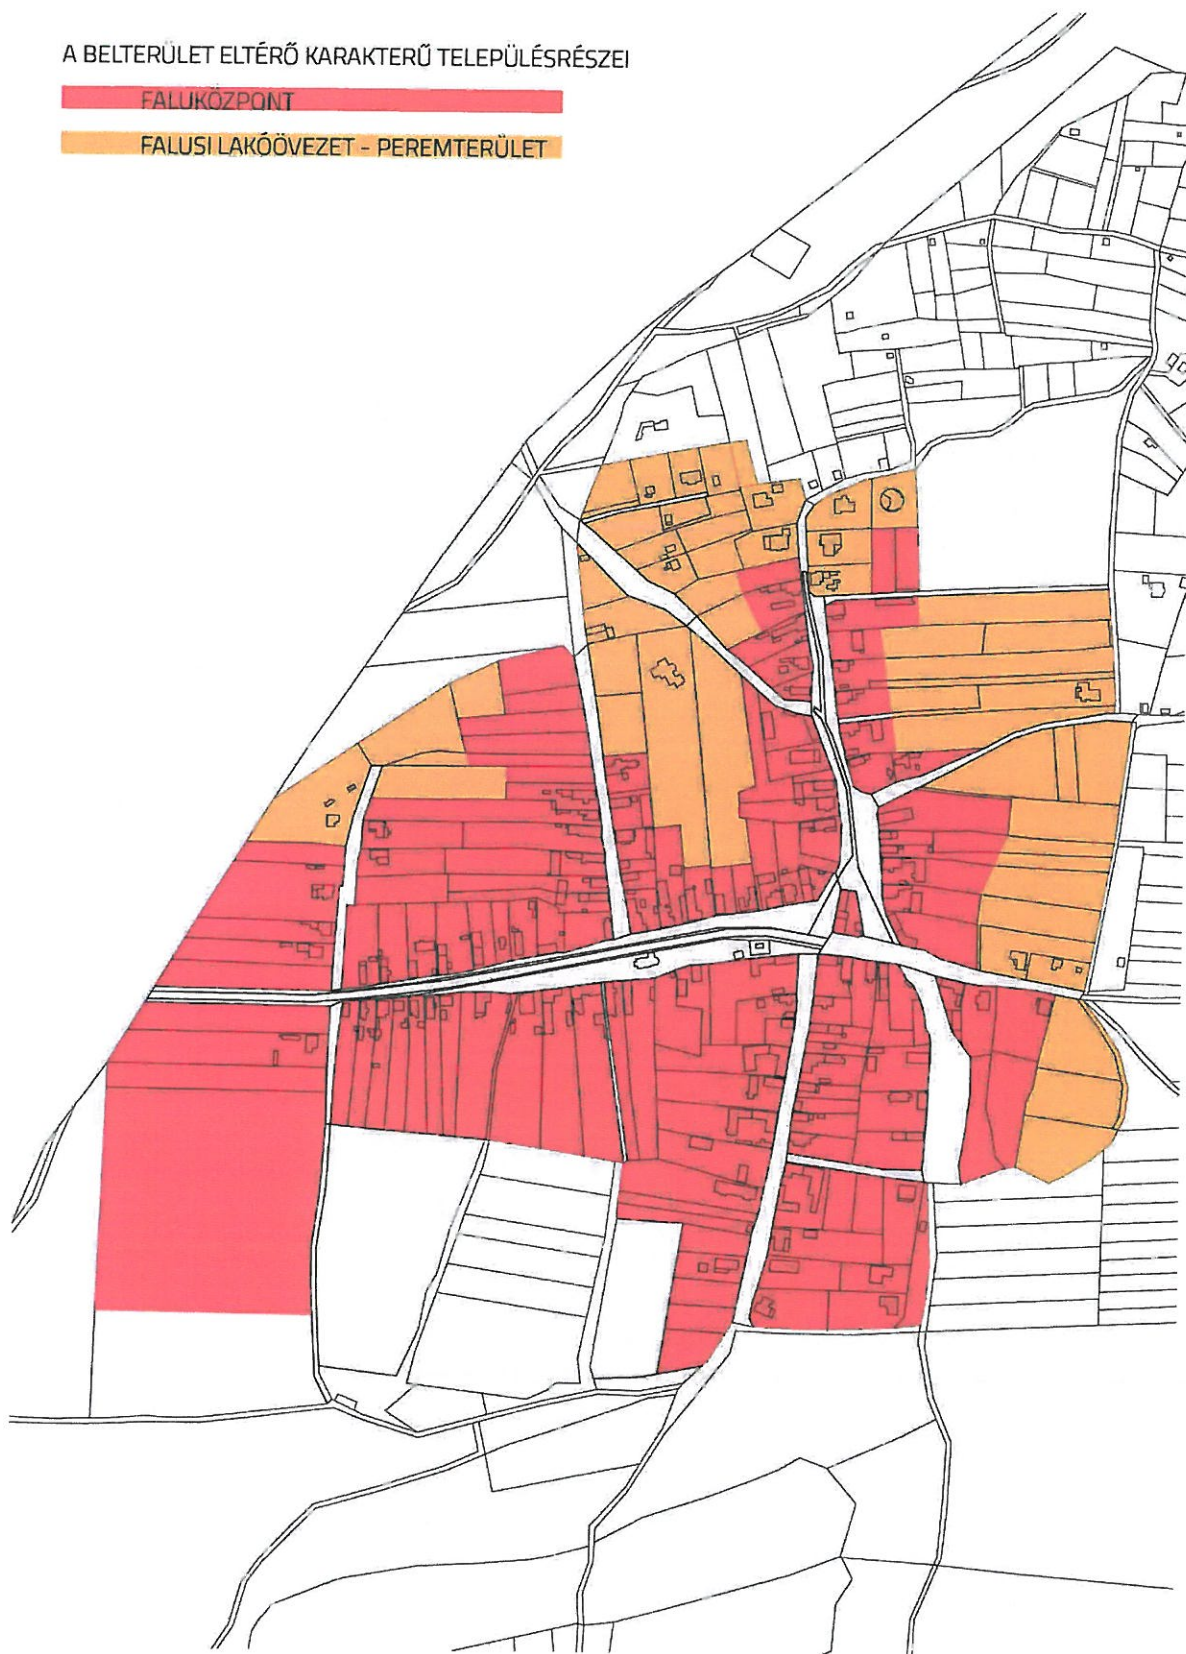 A BELTERÜLET ELTÉRŐ KARAKTERŰ TELEPÜLÉSRÉSZEI
FALUKÖZPONT
FALUSI LAKÓÖVEZET - PEREMTERÜLET